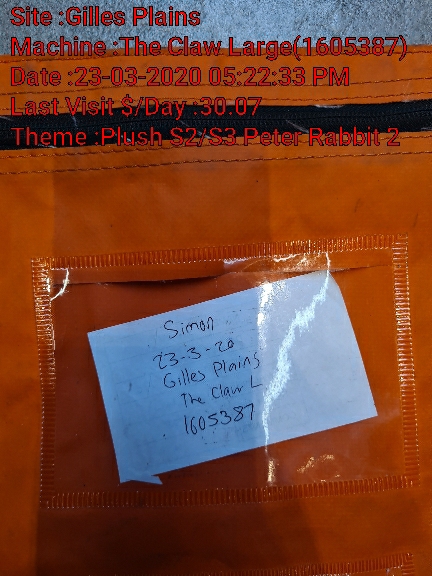 Site :Gilles Plains
Machine :The Claw Large(1605387)
Date :23-03-2020 05:22:33 PM
Last Visit $/Day :30.07
Theme :Plush S2/S3 Peter Rabbit 2
Simon
23-3-20
Gilles Plains
The Claw L
1605387